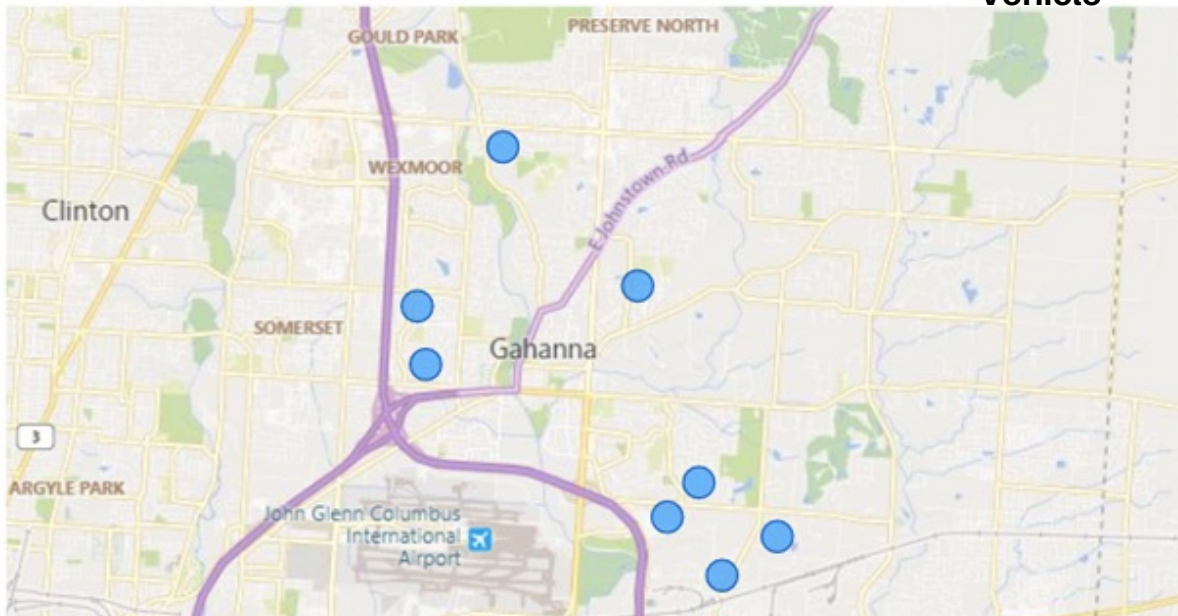 GOULD PARK
PRESERVE NORTH
WEXMOOR
Clinton
E Johnstown Rd
SOMERSET
Gahanna
3
ARGYLE PARK
John Glenn Columbus
International
Airport